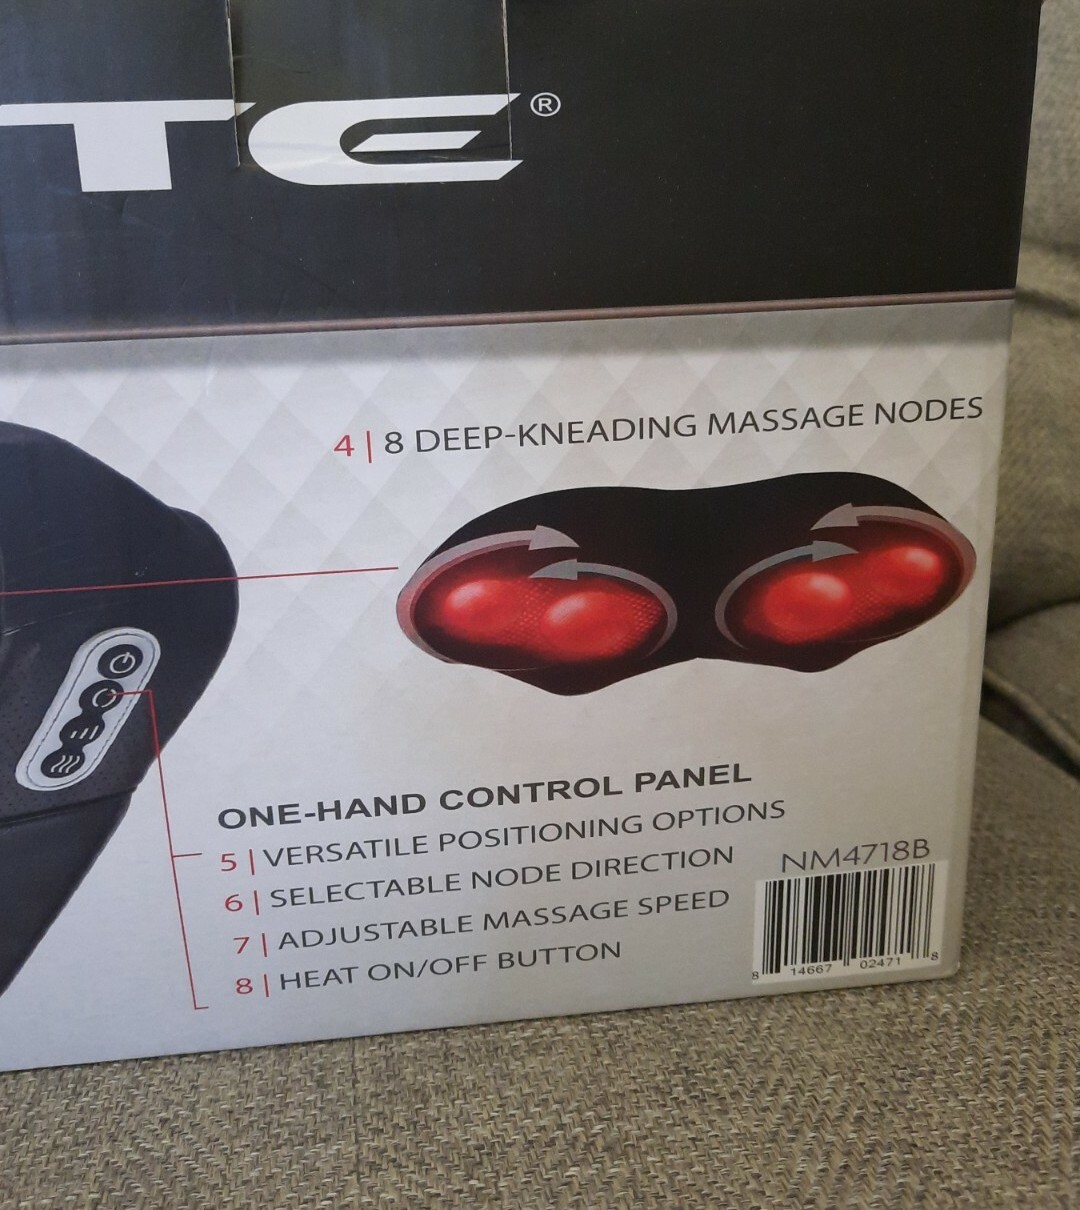 TE®
4 | 8 DEEP-KNEADING MASSAGE NODES
ONE-HAND CONTROL PANEL
5 | VERSATILE POSITIONING OPTIONS
6 | SELECTABLE NODE DIRECTION
7 | ADJUSTABLE MASSAGE SPEED
8 | HEAT ON/OFF BUTTON
NM4718B
8 14667 02471 8